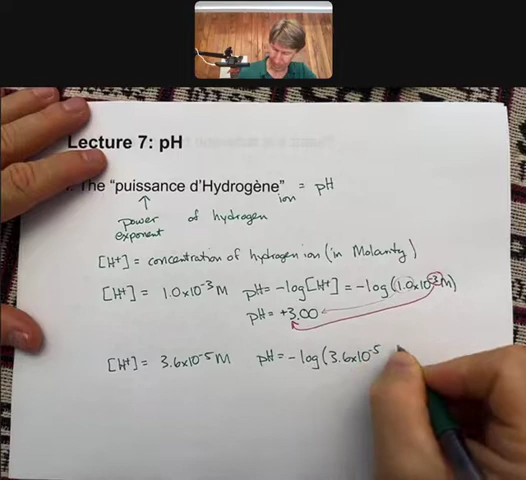 Lecture 7: pH
The "puissance d'Hydrogène" = pH
ion
power of hydrogen
exponent
[H+] = concentration of hydrogen ion (in Molarity)
[H+] = 1.0x10⁻³ M pH = -log[H+] = -log(1.0x10⁻³M)
pH = +3.00
[H+] = 3.6x10⁻⁵ M pH = -log(3.6x10⁻⁵